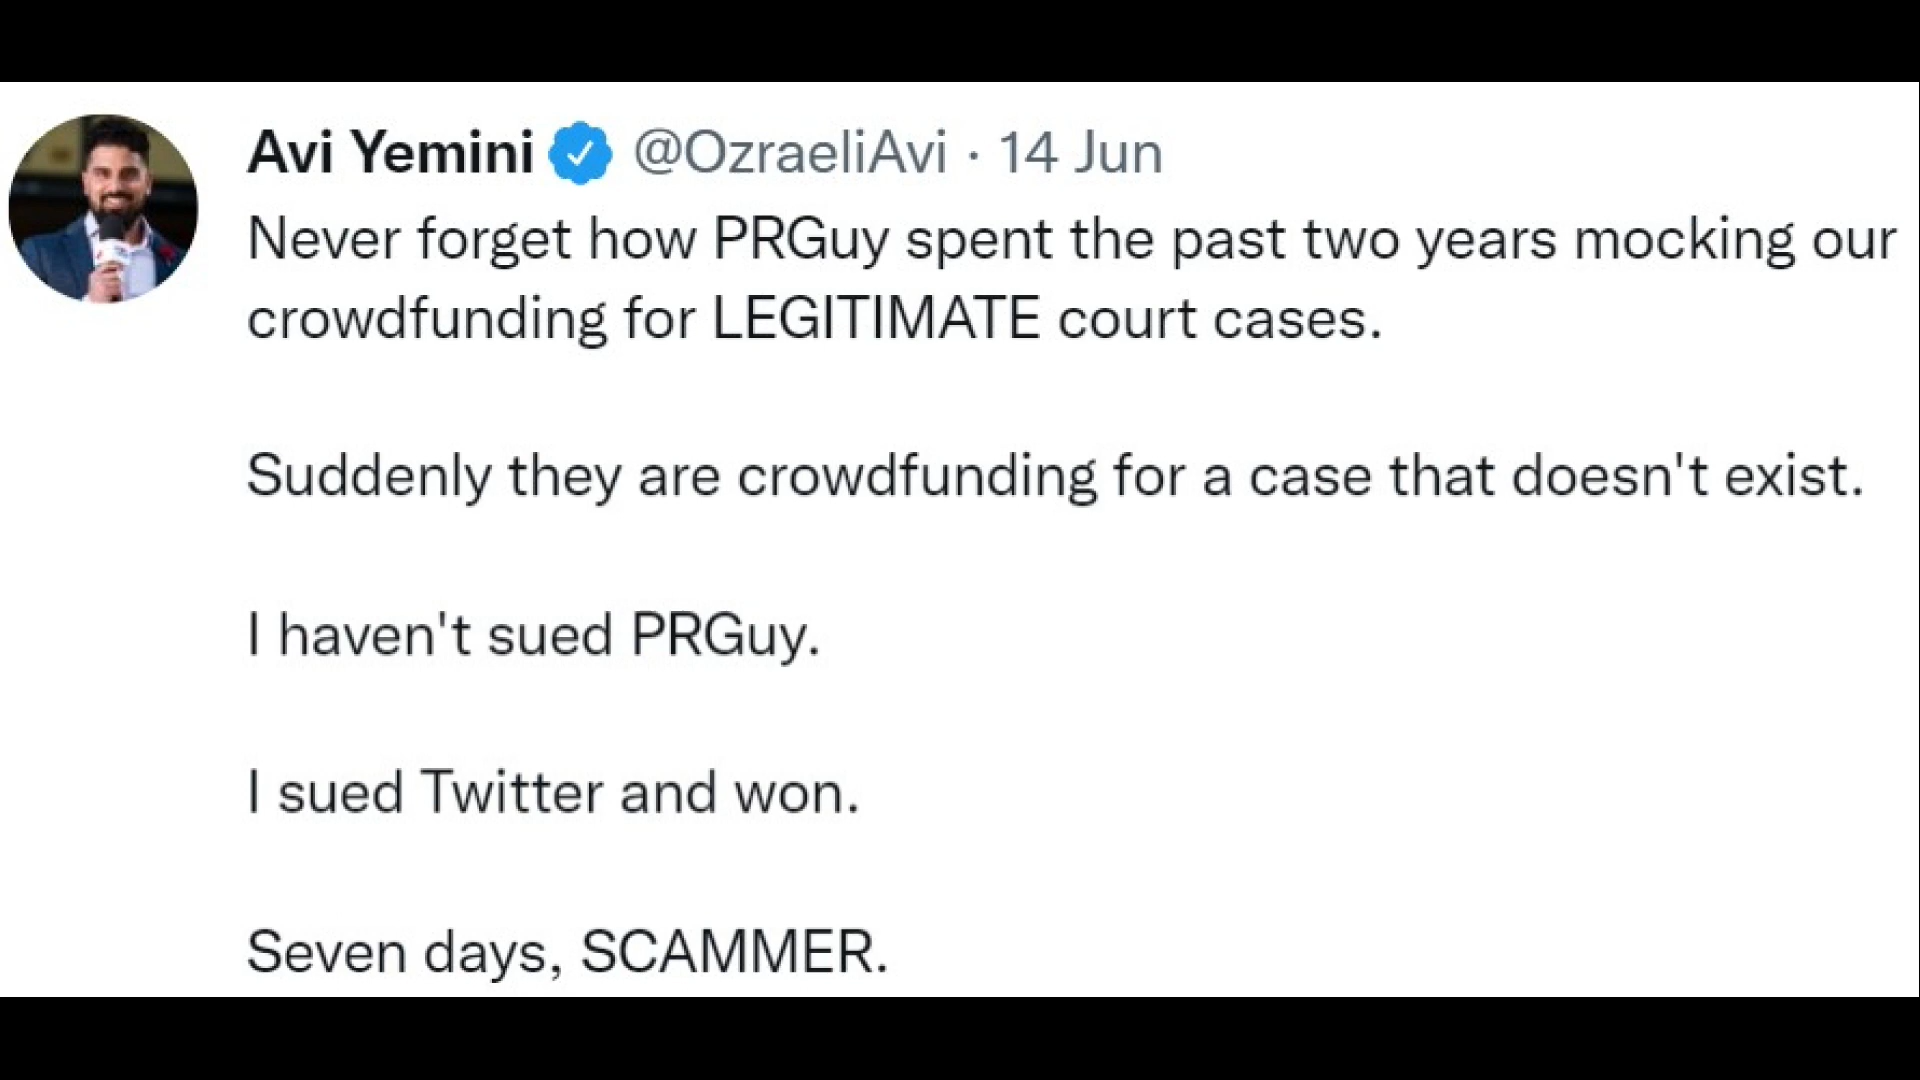 Avi Yemini @OzraeliAvi · 14 Jun
Never forget how PRGuy spent the past two years mocking our
crowdfunding for LEGITIMATE court cases.
Suddenly they are crowdfunding for a case that doesn't exist.
I haven't sued PRGuy.
I sued Twitter and won.
Seven days, SCAMMER.